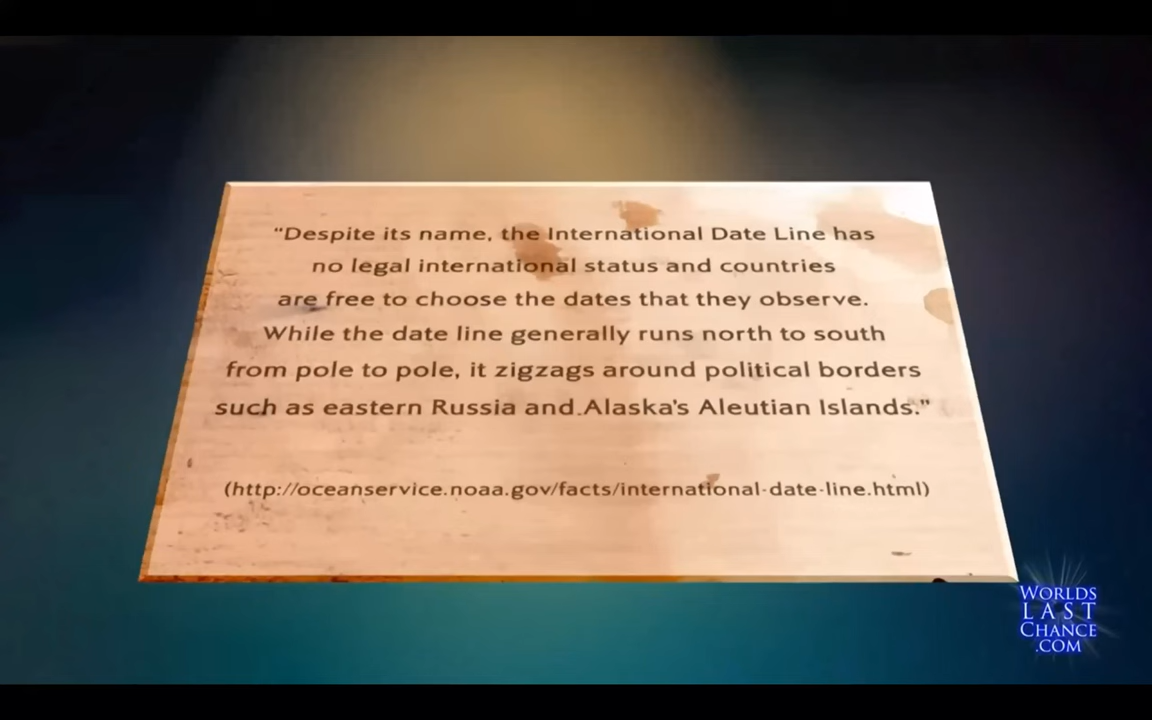 "Despite its name, the International Date Line has
no legal international status and countries
are free to choose the dates that they observe.
While the date line generally runs north to south
from pole to pole, it zigzags around political borders
such as eastern Russia and Alaska's Aleutian Islands."
(http://oceanservice.noaa.gov/facts/international-date-line.html)
WORLDS
LAST
CHANCE
.COM